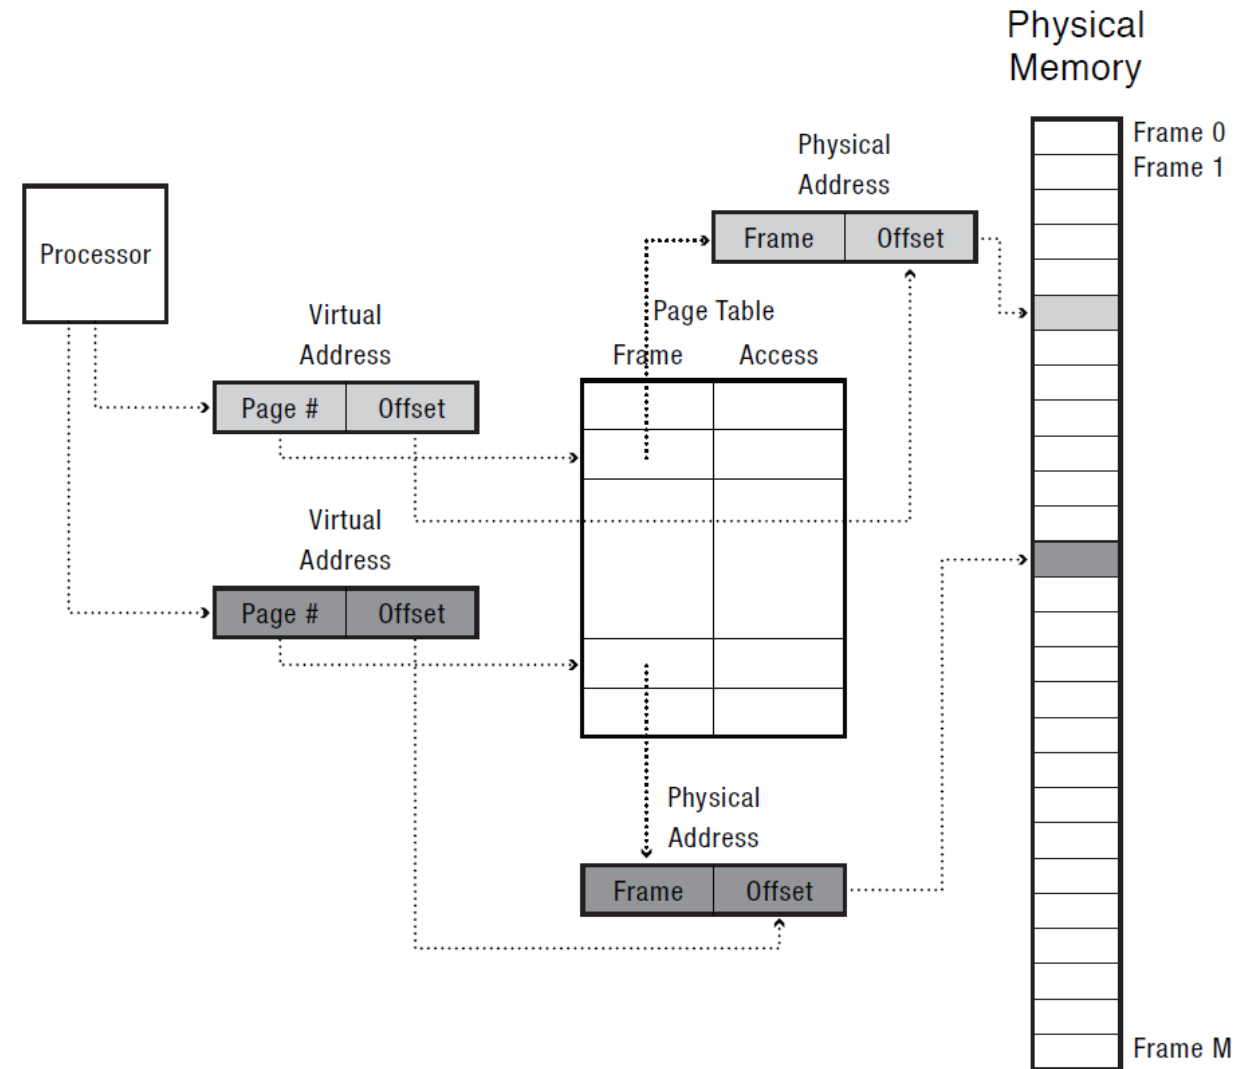 Physical
Memory
Frame 0
Frame 1
Physical
Address
Frame Offset
Processor
Virtual
Address
Page Table
Frame Access
Page # Offset
Virtual
Address
Page # Offset
Physical
Address
Frame Offset
Frame M